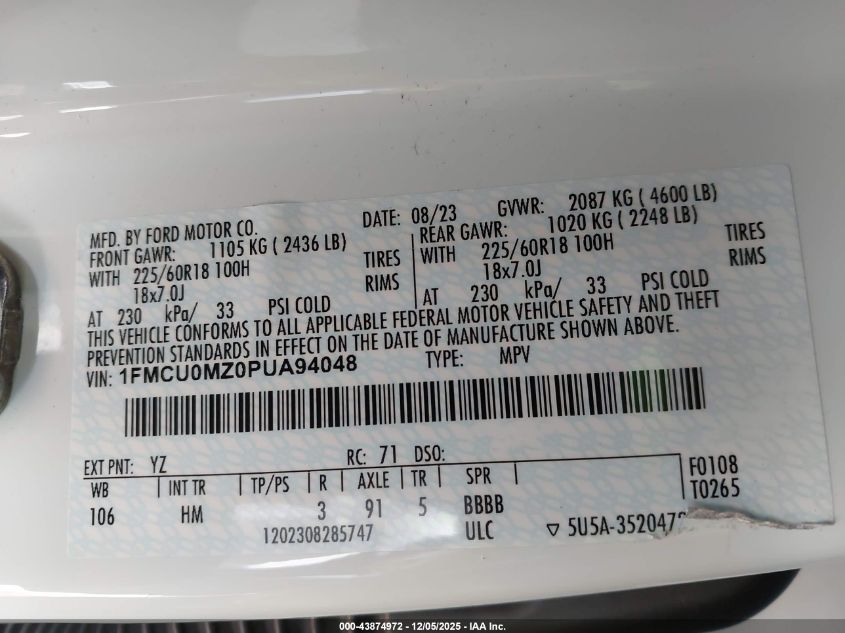 MFD. BY FORD MOTOR CO. DATE: 08/23 GVWR: 2087 KG ( 4600 LB)
FRONT GAWR: 1105 KG ( 2436 LB) REAR GAWR: 1020 KG ( 2248 LB)
WITH 225/60R18 100H TIRES WITH 225/60R18 100H TIRES
18x7.0J RIMS 18x7.0J RIMS
AT 230 kPa/ 33 PSI COLD AT 230 kPa/ 33 PSI COLD
THIS VEHICLE CONFORMS TO ALL APPLICABLE FEDERAL MOTOR VEHICLE SAFETY AND THEFT
PREVENTION STANDARDS IN EFFECT ON THE DATE OF MANUFACTURE SHOWN ABOVE.
VIN: 1FMCU0MZ0PUA94048 TYPE: MPV
EXT PNT: YZ RC: 71 DSO: F0108
WB INT TR TP/PS R AXLE TR SPR T0265
106 HM 3 91 5 BBBB
1202308285747 ULC ▽ 5U5A-352047
000-43874972 - 12/05/2025 - IAA Inc.